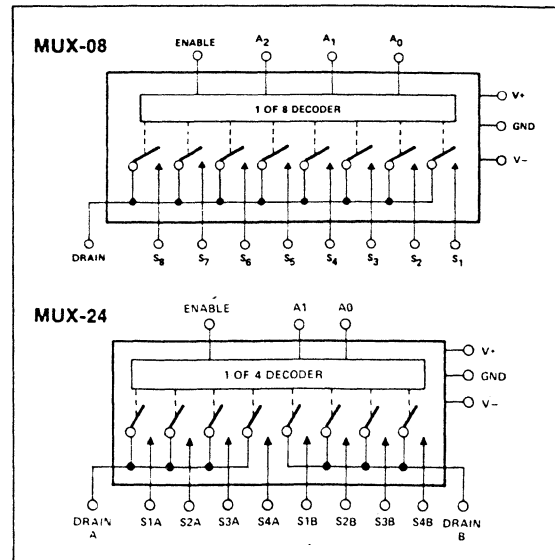 MUX-08
ENABLE A2 A1 A0
1 OF 8 DECODER
V+
GND
V−
DRAIN S8 S7 S6 S5 S4 S3 S2 S1
MUX-24
ENABLE A1 A0
1 OF 4 DECODER
V+
GND
V−
DRAIN A S1A S2A S3A S4A S1B S2B S3B S4B DRAIN B